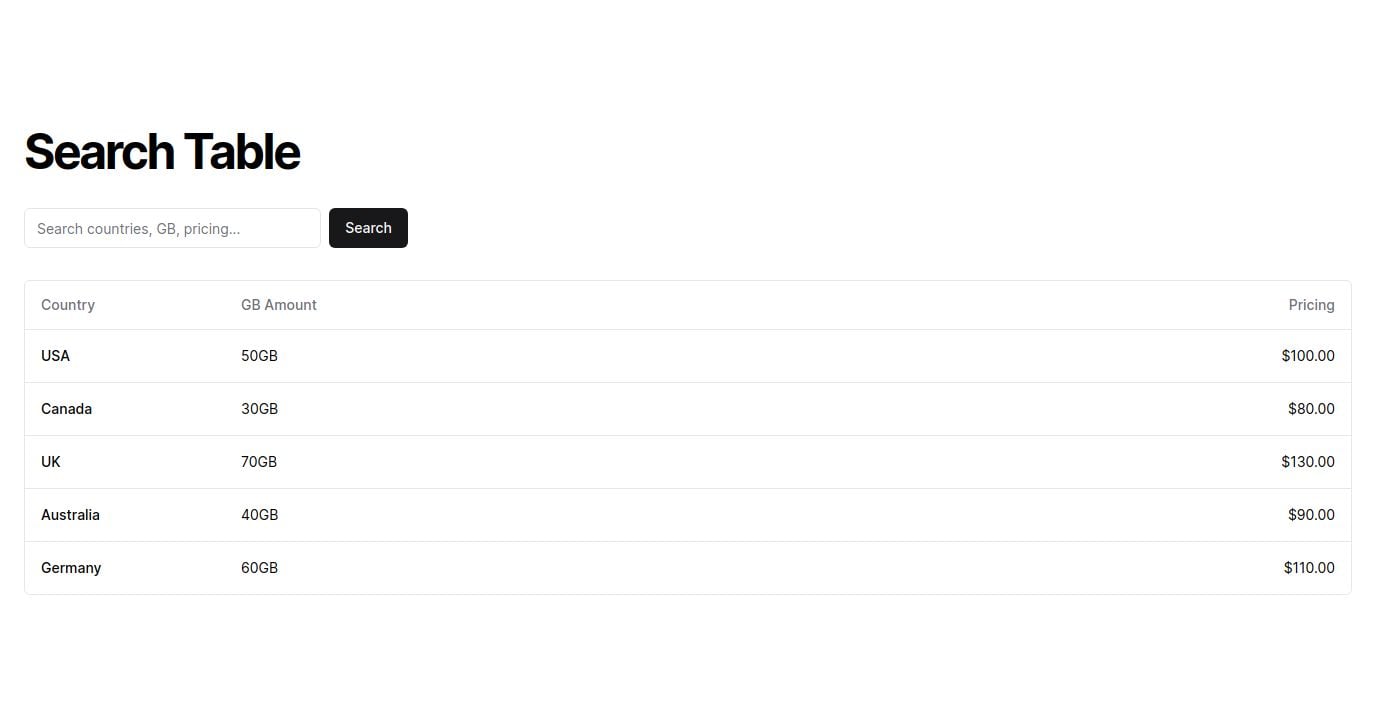 Search Table
Search countries, GB, pricing...
Search
Country GB Amount Pricing
USA 50GB $100.00
Canada 30GB $80.00
UK 70GB $130.00
Australia 40GB $90.00
Germany 60GB $110.00